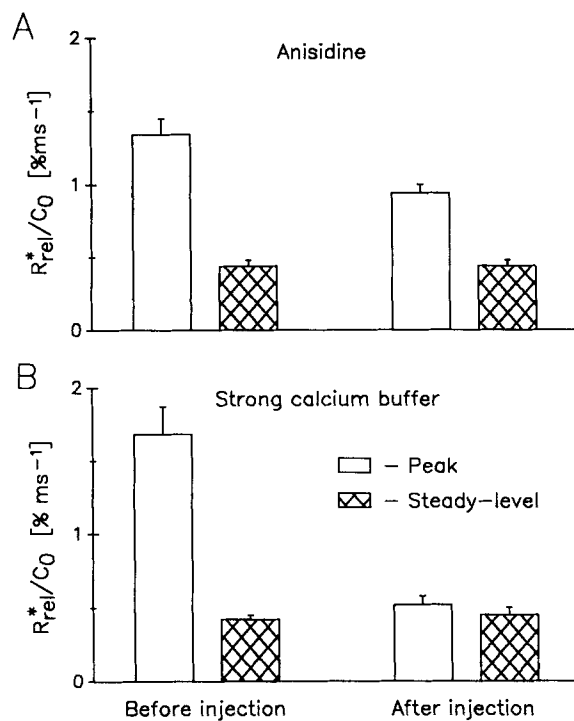 A
Anisidine
R*rel/C0 [%ms-1]
2
1
0
B
Strong calcium buffer
R*rel/C0 [% ms-1]
2
1
0
– Peak
– Steady-level
Before injection
After injection